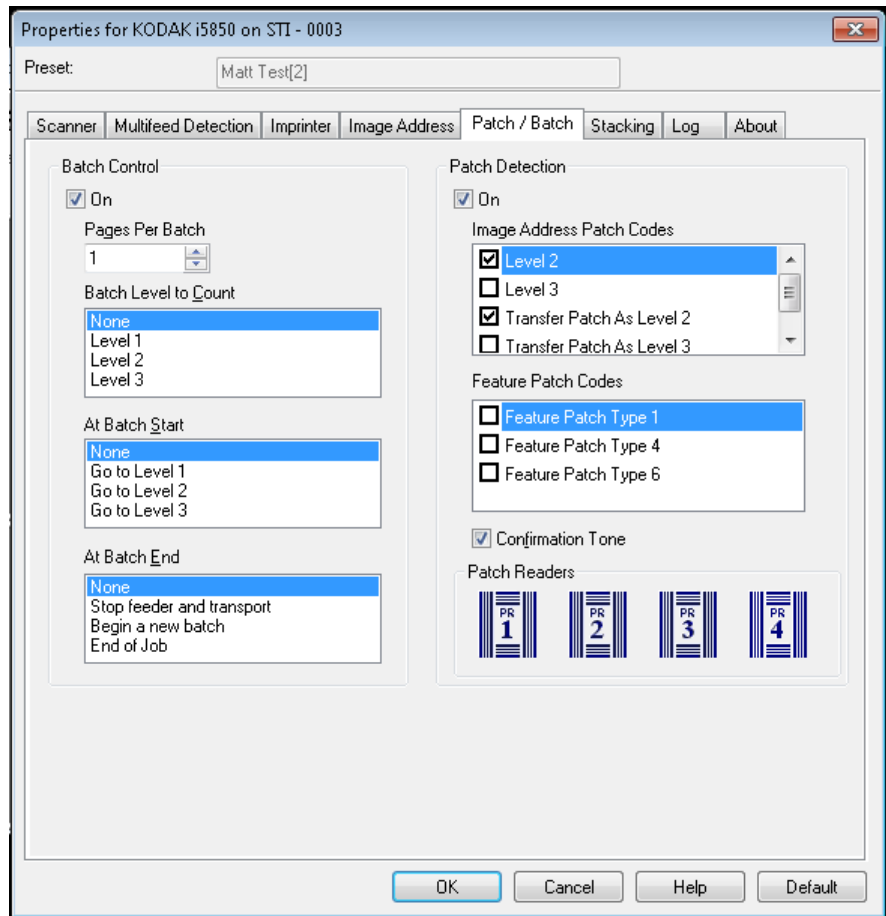 Properties for KODAK i5850 on STI - 0003
Preset:
Matt Test[2]
Scanner
Multifeed Detection
Imprinter
Image Address
Patch / Batch
Stacking
Log
About
Batch Control
On
Pages Per Batch
1
Batch Level to Count
None
Level 1
Level 2
Level 3
At Batch Start
None
Go to Level 1
Go to Level 2
Go to Level 3
At Batch End
None
Stop feeder and transport
Begin a new batch
End of Job
Patch Detection
On
Image Address Patch Codes
Level 2
Level 3
Transfer Patch As Level 2
Transfer Patch As Level 3
Feature Patch Codes
Feature Patch Type 1
Feature Patch Type 4
Feature Patch Type 6
Confirmation Tone
Patch Readers
PR 1
PR 2
PR 3
PR 4
OK
Cancel
Help
Default